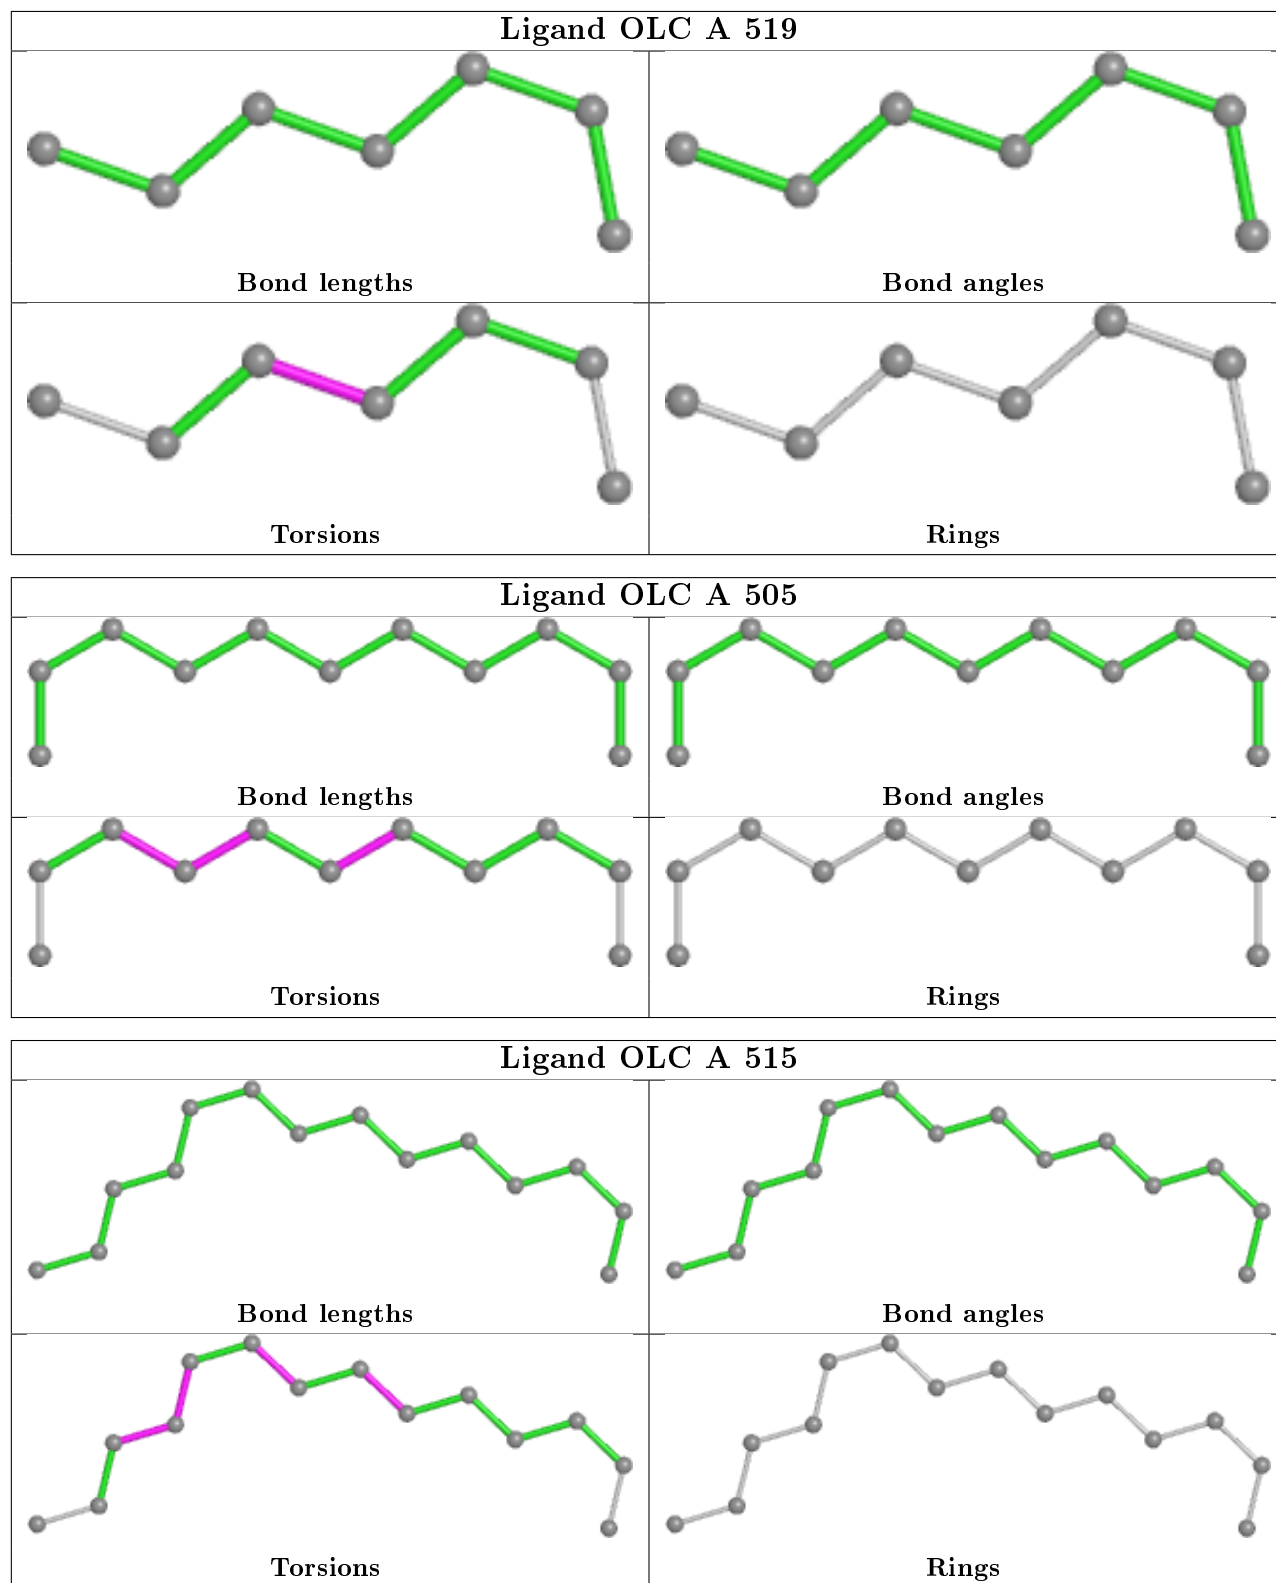 Ligand OLC A 519
Bond lengths
Bond angles
Torsions
Rings
Ligand OLC A 505
Bond lengths
Bond angles
Torsions
Rings
Ligand OLC A 515
Bond lengths
Bond angles
Torsions
Rings